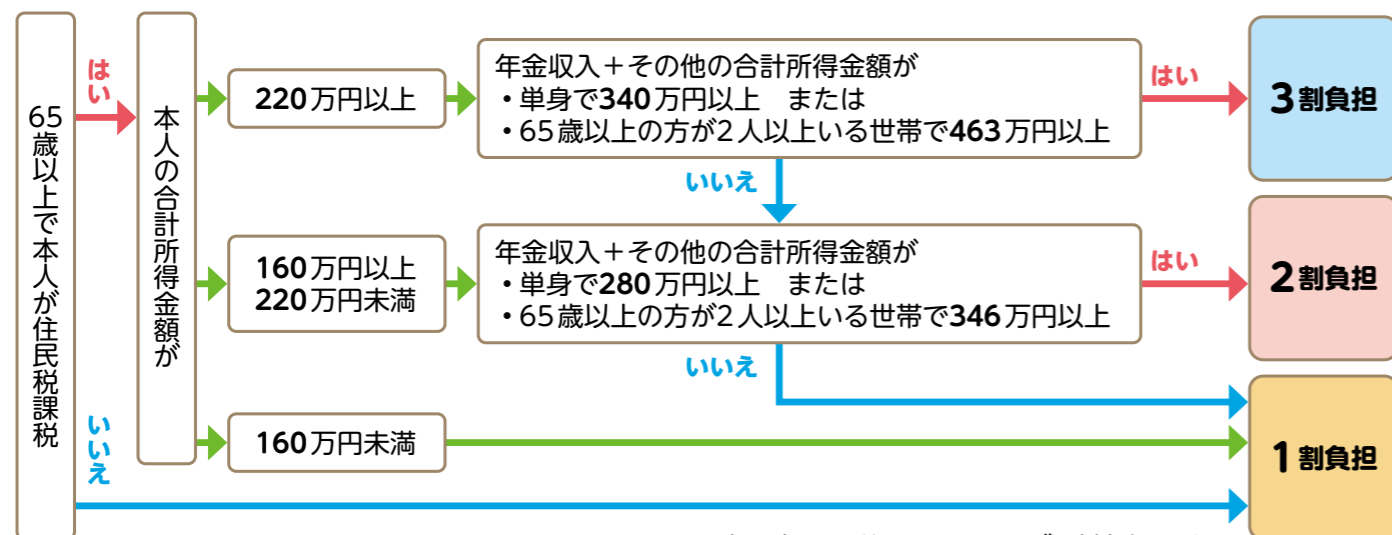 65歳以上で本人が住民税課税
はい
いいえ
本人の合計所得金額が
220万円以上
年金収入+その他の合計所得金額が
・単身で340万円以上 または
・65歳以上の方が2人以上いる世帯で463万円以上
はい
3割負担
いいえ
160万円以上
220万円未満
年金収入+その他の合計所得金額が
・単身で280万円以上 または
・65歳以上の方が2人以上いる世帯で346万円以上
はい
2割負担
いいえ
160万円未満
1割負担